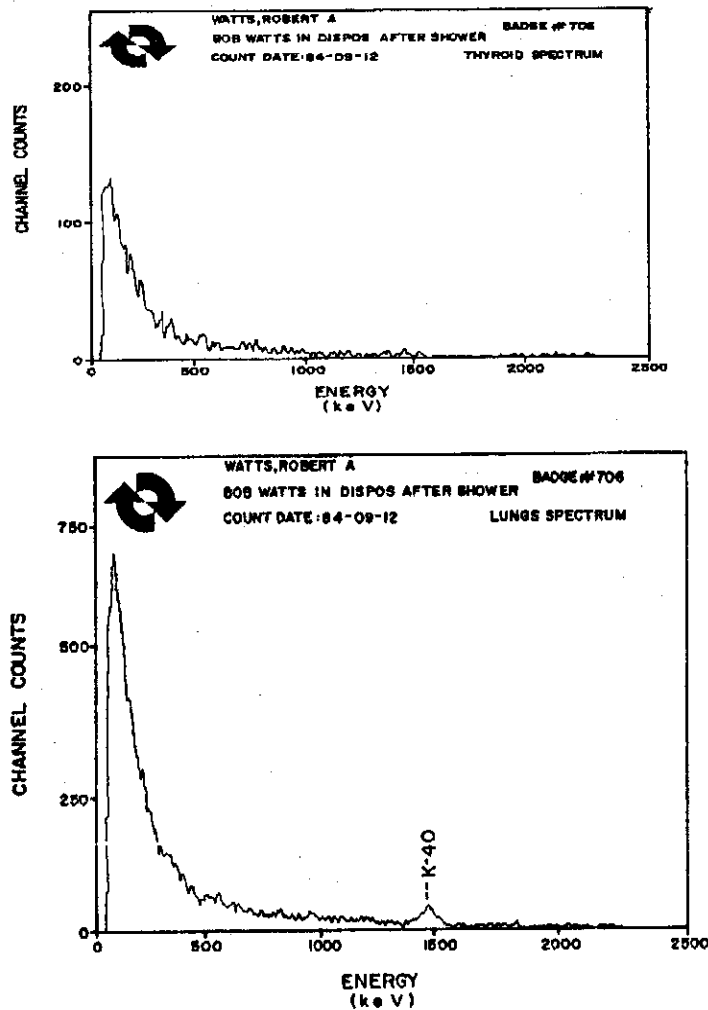 WATTS,ROBERT A
BADGE # 706
BOB WATTS IN DISPOS AFTER SHOWER
COUNT DATE:84-09-12 THYROID SPECTRUM
CHANNEL COUNTS
200
100
0
0 500 1000 1500 2000 2500
ENERGY
(keV)
WATTS,ROBERT A
BADGE # 706
BOB WATTS IN DISPOS AFTER SHOWER
COUNT DATE:84-09-12 LUNGS SPECTRUM
CHANNEL COUNTS
750
500
250
0
--K-40
0 500 1000 1500 2000 2500
ENERGY
(keV)